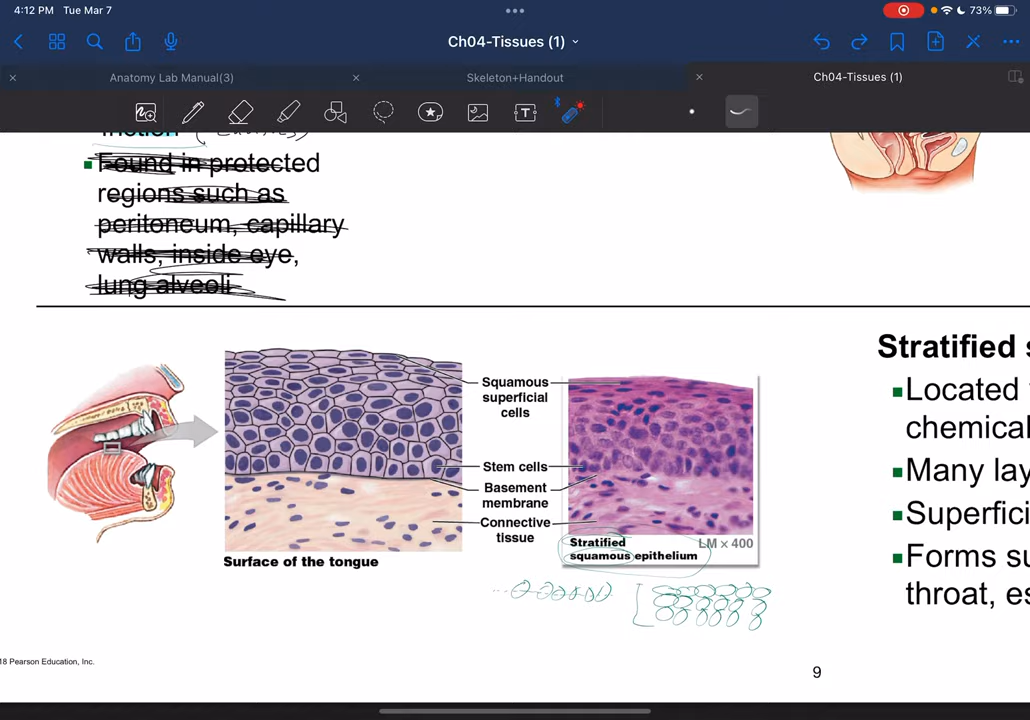 4:12 PM Tue Mar 7
73%
Ch04-Tissues (1)
Anatomy Lab Manual(3)
Skeleton+Handout
Ch04-Tissues (1)
friction
Found in protected
regions such as
peritoneum, capillary
walls, inside eye,
lung alveoli
Squamous
superficial
cells
Stem cells
Basement
membrane
Connective
tissue
Surface of the tongue
Stratified
squamous epithelium
LM × 400
Stratified s
Located
chemical
Many lay
Superfici
Forms su
throat, es
18 Pearson Education, Inc.
9